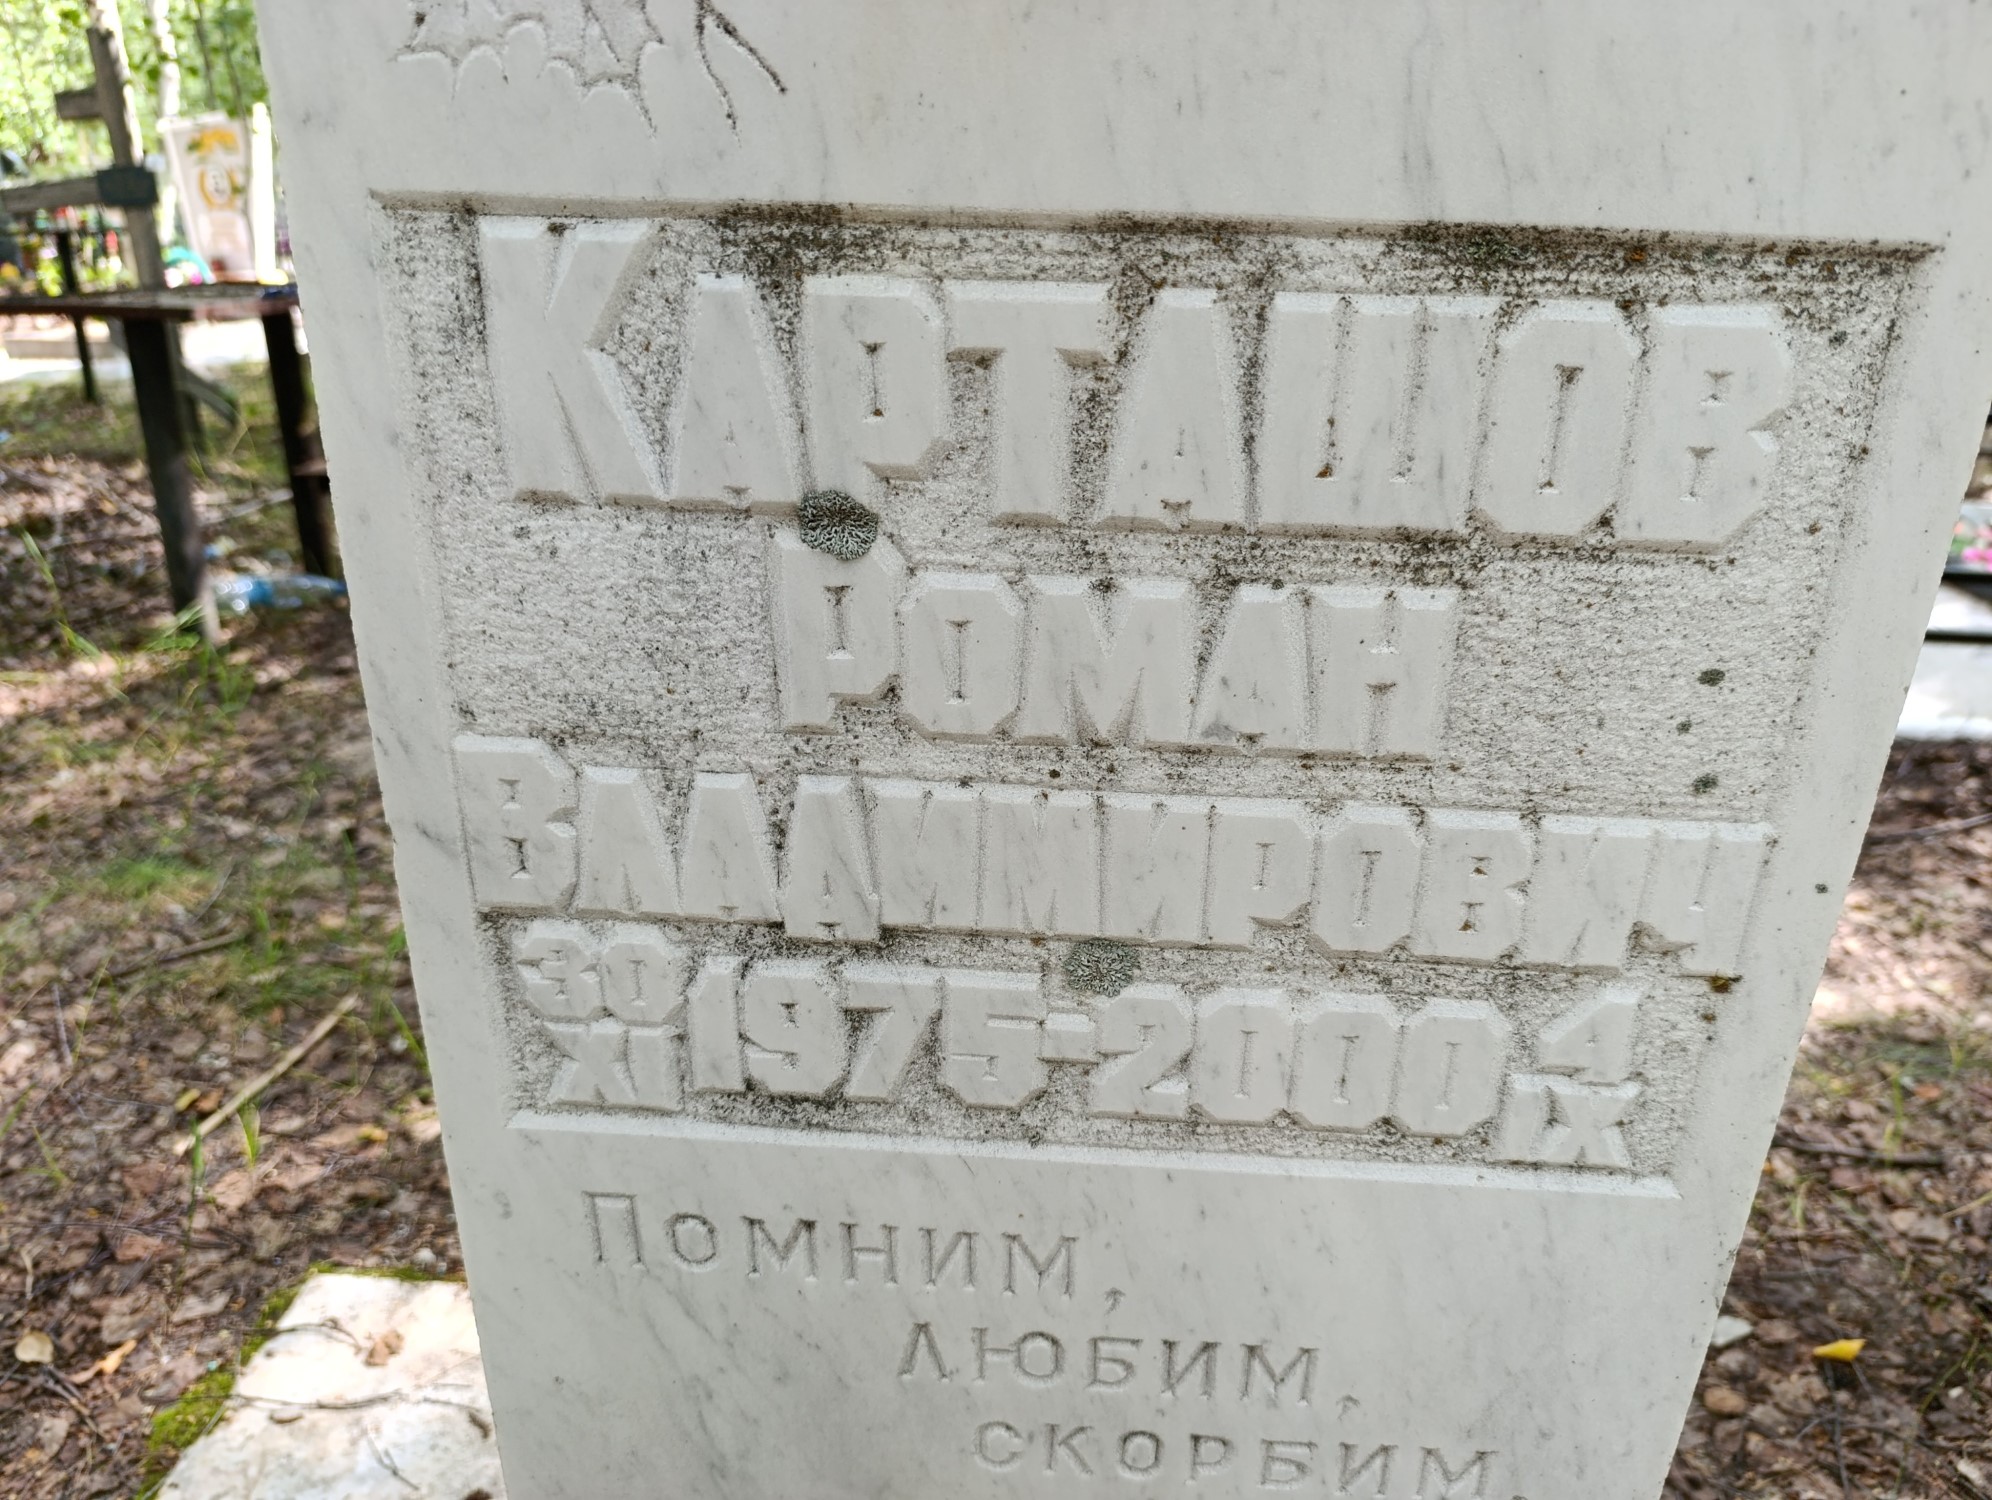 Карташов
Роман
Владимирович
30 XI 1975-2000 4 IX
Помним,
любим,
скорбим.